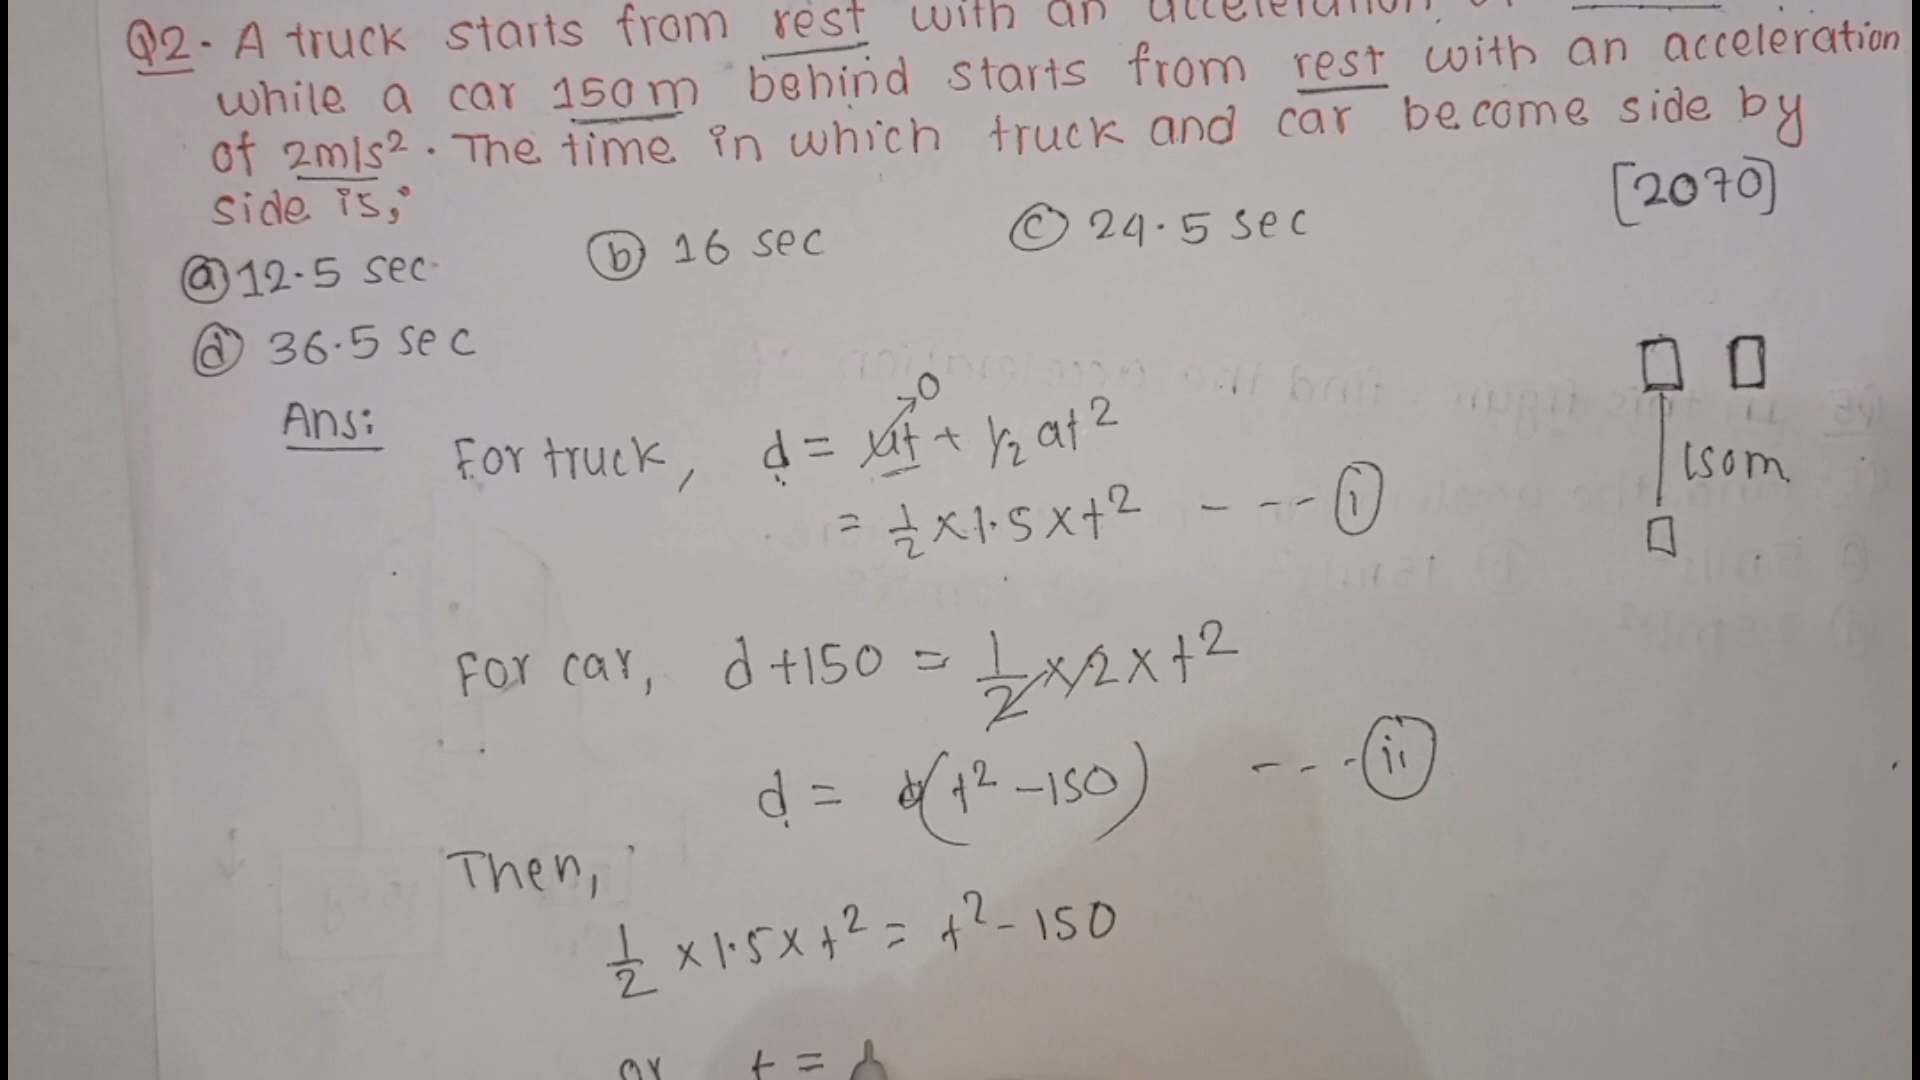 Q2. A truck starts from rest with an acceleration of
while a car 150m behind starts from rest with an acceleration
of 2m/s². The time in which truck and car become side by
side is;
[2070]
ⓐ 12.5 sec ⓑ 16 sec ⓒ 24.5 sec
ⓓ 36.5 sec
Ans:
For truck, d = ut→0 + 1/2 at²
= 1/2 x 1.5 x t² - - - ⓘ
150m
For car, d + 150 = 1/2 x 2 x t²
d = (t² - 150) - - - (ii)
Then,
1/2 x 1.5 x t² = t² - 150
or t =